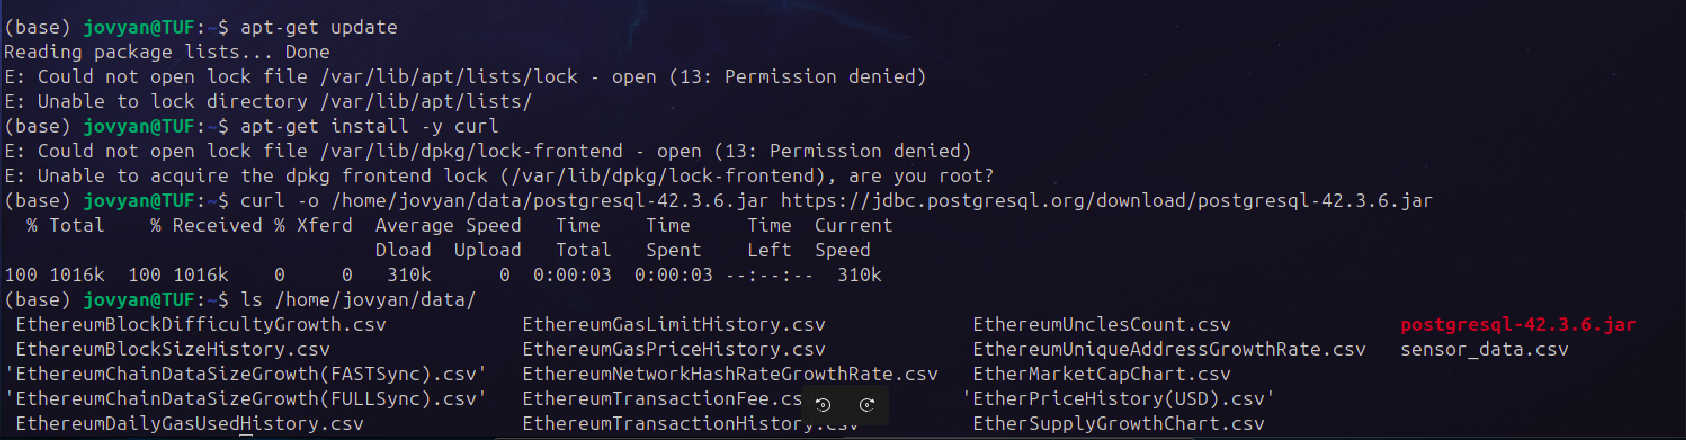 (base) jovyan@TUF:~$ apt-get update
Reading package lists... Done
E: Could not open lock file /var/lib/apt/lists/lock - open (13: Permission denied)
E: Unable to lock directory /var/lib/apt/lists/
(base) jovyan@TUF:~$ apt-get install -y curl
E: Could not open lock file /var/lib/dpkg/lock-frontend - open (13: Permission denied)
E: Unable to acquire the dpkg frontend lock (/var/lib/dpkg/lock-frontend), are you root?
(base) jovyan@TUF:~$ curl -o /home/jovyan/data/postgresql-42.3.6.jar https://jdbc.postgresql.org/download/postgresql-42.3.6.jar
% Total % Received % Xferd Average Speed Time Time Time Current
Dload Upload Total Spent Left Speed
100 1016k 100 1016k 0 0 310k 0 0:00:03 0:00:03 --:--:-- 310k
(base) jovyan@TUF:~$ ls /home/jovyan/data/
EthereumBlockDifficultyGrowth.csv EthereumGasLimitHistory.csv EthereumUnclesCount.csv postgresql-42.3.6.jar
EthereumBlockSizeHistory.csv EthereumGasPriceHistory.csv EthereumUniqueAddressGrowthRate.csv sensor_data.csv
'EthereumChainDataSizeGrowth(FASTSync).csv' EthereumNetworkHashRateGrowthRate.csv EtherMarketCapChart.csv
'EthereumChainDataSizeGrowth(FULLSync).csv' EthereumTransactionFee.cs 'EtherPriceHistory(USD).csv'
EthereumDailyGasUsedHistory.csv EthereumTransactionHistory.csv EtherSupplyGrowthChart.csv